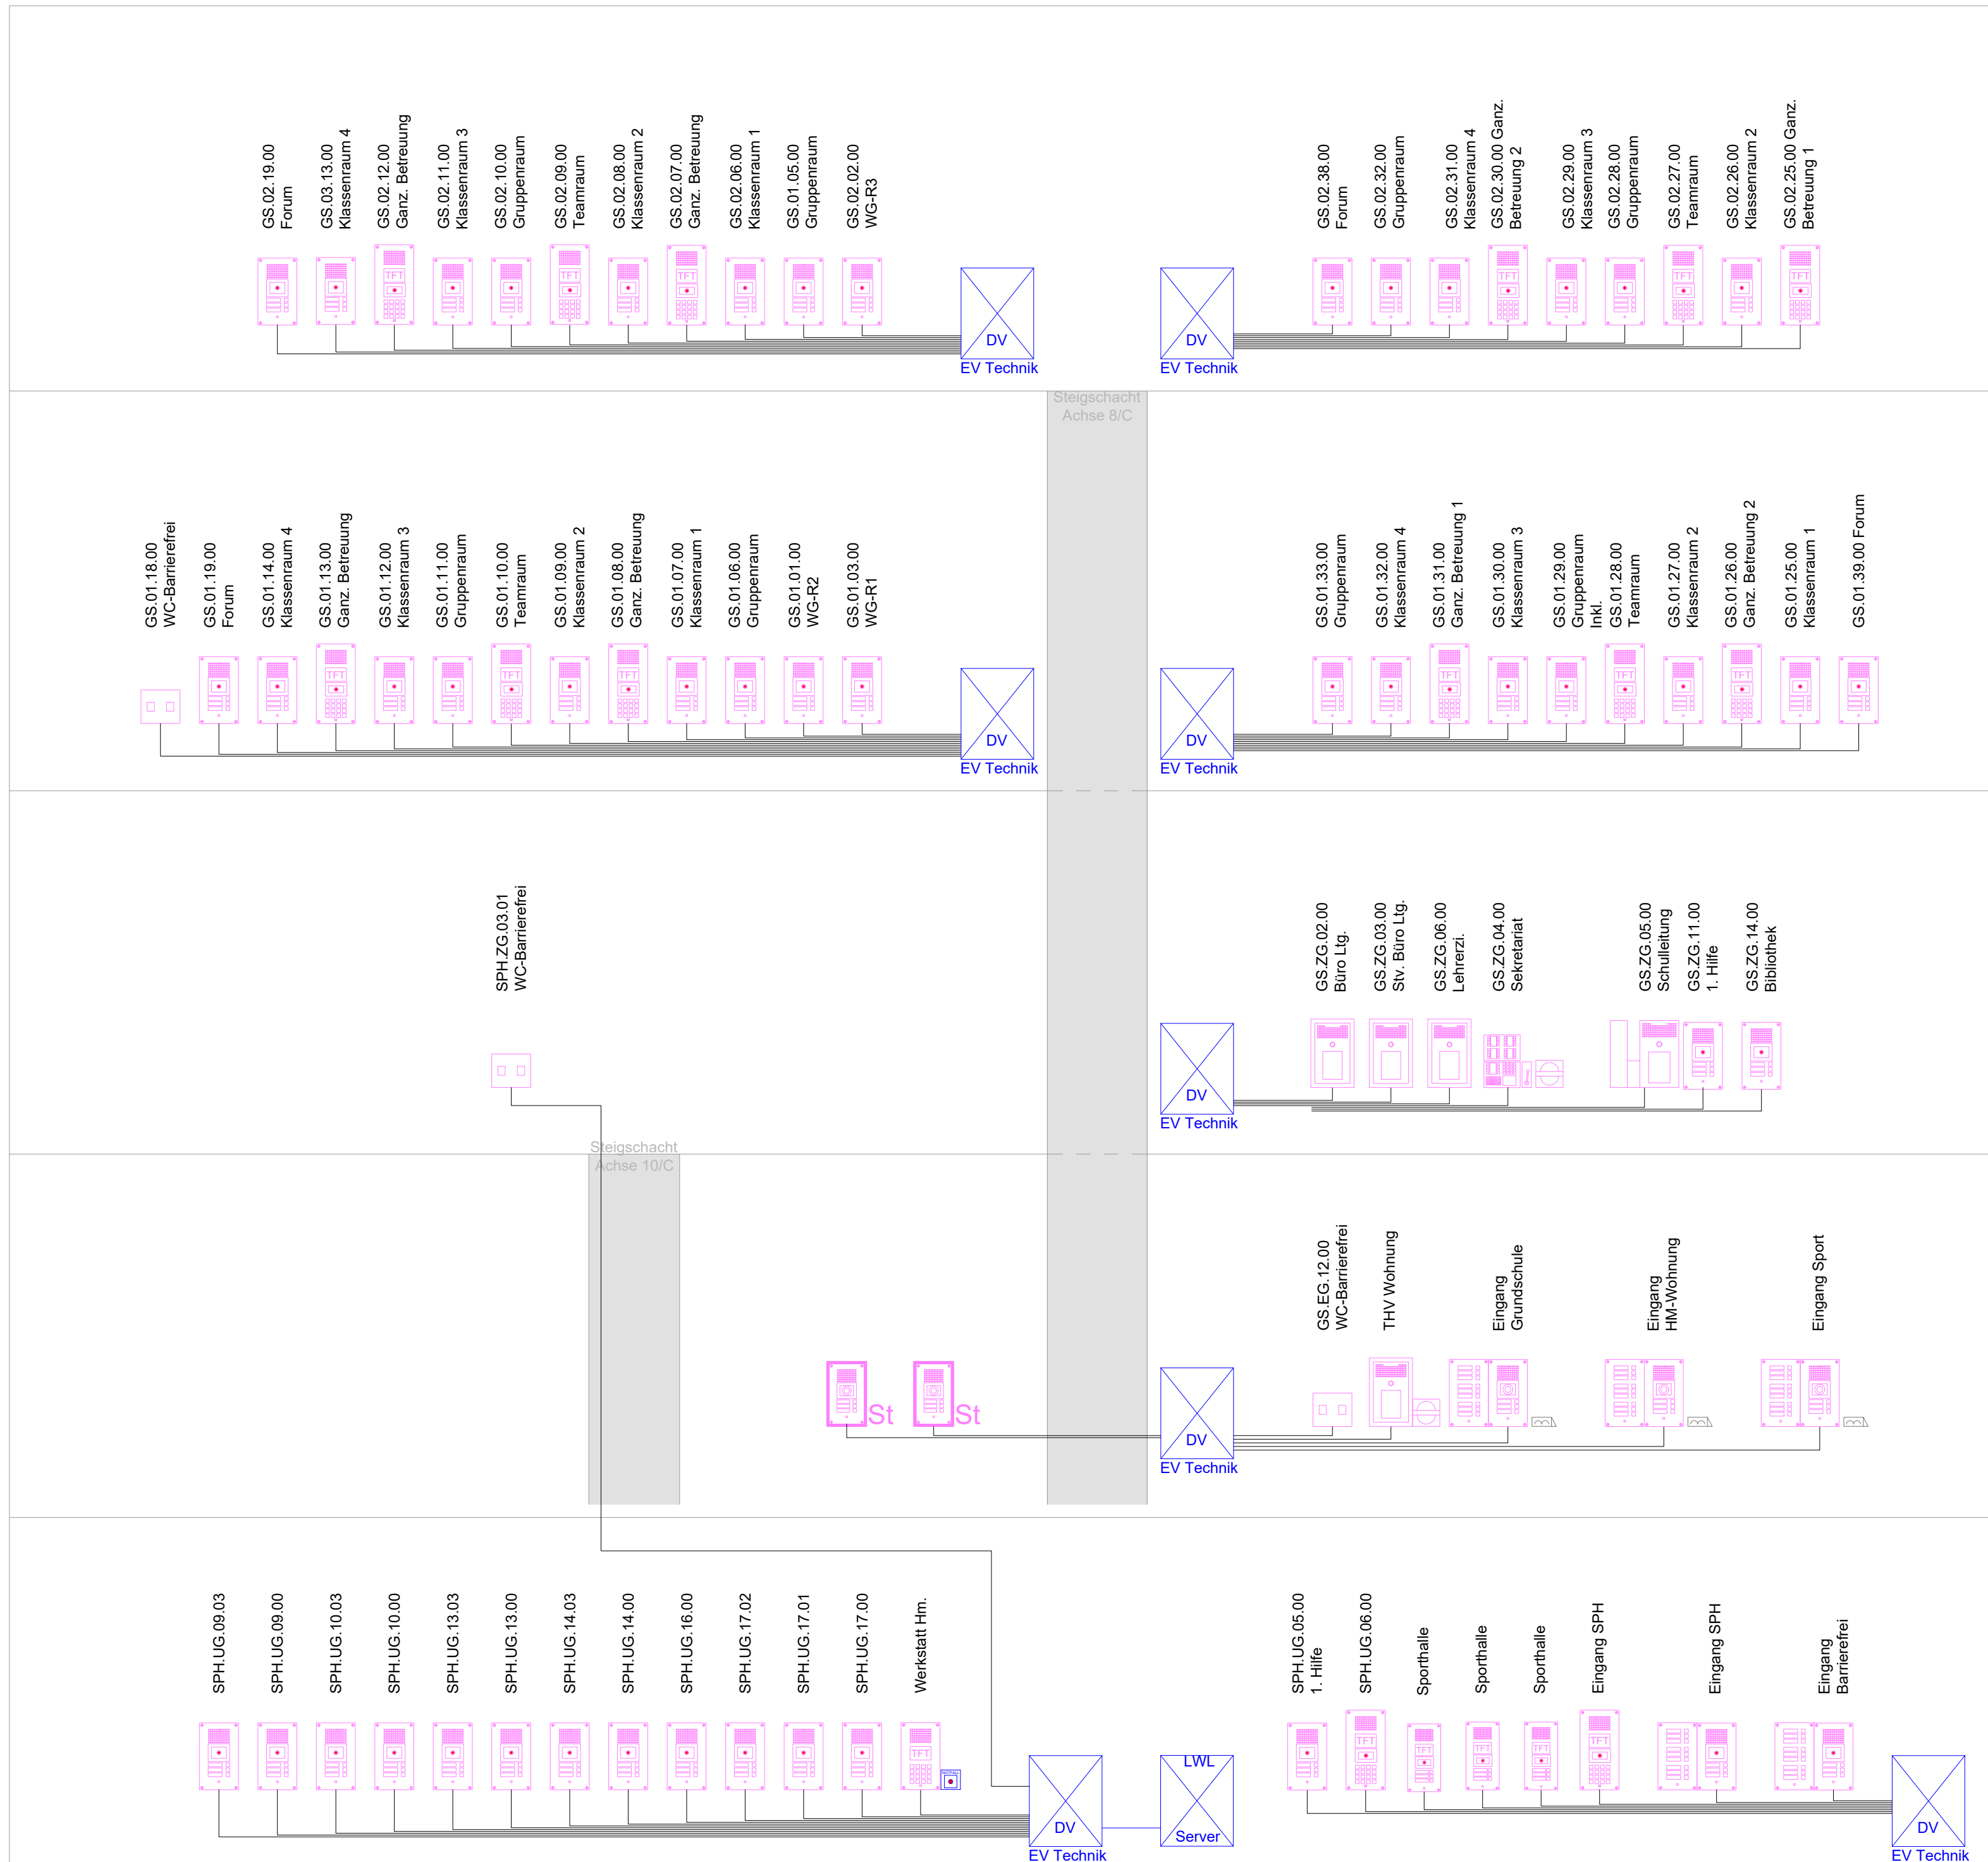 GS.02.19.00
Forum
GS.03.13.00
Klassenraum 4
GS.02.12.00
Ganz. Betreuung
GS.02.11.00
Klassenraum 3
GS.02.10.00
Gruppenraum
GS.02.09.00
Teamraum
GS.02.08.00
Klassenraum 2
GS.02.07.00
Ganz. Betreuung
GS.02.06.00
Klassenraum 1
GS.01.05.00
Gruppenraum
GS.02.02.00
WG-R3
GS.02.38.00
Forum
GS.02.32.00
Gruppenraum
GS.02.31.00
Klassenraum 4
GS.02.30.00 Ganz.
Betreuung 2
GS.02.29.00
Klassenraum 3
GS.02.28.00
Gruppenraum
GS.02.27.00
Teamraum
GS.02.26.00
Klassenraum 2
GS.02.25.00 Ganz.
Betreuung 1
TFT
TFT
TFT
TFT
TFT
TFT
DV
EV Technik
DV
EV Technik
Steigschacht
Achse 8/C
GS.01.18.00
WC-Barrierefrei
GS.01.19.00
Forum
GS.01.14.00
Klassenraum 4
GS.01.13.00
Ganz. Betreuung
GS.01.12.00
Klassenraum 3
GS.01.11.00
Gruppenraum
GS.01.10.00
Teamraum
GS.01.09.00
Klassenraum 2
GS.01.08.00
Ganz. Betreuung
GS.01.07.00
Klassenraum 1
GS.01.06.00
Gruppenraum
GS.01.01.00
WG-R2
GS.01.03.00
WG-R1
GS.01.33.00
Gruppenraum
GS.01.32.00
Klassenraum 4
GS.01.31.00
Ganz. Betreuung 1
GS.01.30.00
Klassenraum 3
GS.01.29.00
Gruppenraum
Inkl.
GS.01.28.00
Teamraum
GS.01.27.00
Klassenraum 2
GS.01.26.00
Ganz. Betreuung 2
GS.01.25.00
Klassenraum 1
GS.01.39.00 Forum
TFT
TFT
TFT
TFT
TFT
TFT
DV
EV Technik
DV
EV Technik
SPH.ZG.03.01
WC-Barrierefrei
GS.ZG.02.00
Büro Ltg.
GS.ZG.03.00
Stv. Büro Ltg.
GS.ZG.06.00
Lehrerzi.
GS.ZG.04.00
Sekretariat
GS.ZG.05.00
Schulleitung
GS.ZG.11.00
1. Hilfe
GS.ZG.14.00
Bibliothek
DV
EV Technik
Steigschacht
Achse 10/C
GS.EG.12.00
WC-Barrierefrei
THV Wohnung
Eingang
Grundschule
Eingang
HM-Wohnung
Eingang Sport
St
St
DV
EV Technik
SPH.UG.09.03
SPH.UG.09.00
SPH.UG.10.03
SPH.UG.10.00
SPH.UG.13.03
SPH.UG.13.00
SPH.UG.14.03
SPH.UG.14.00
SPH.UG.16.00
SPH.UG.17.02
SPH.UG.17.01
SPH.UG.17.00
Werkstatt Hm.
SPH.UG.05.00
1. Hilfe
SPH.UG.06.00
Sporthalle
Sporthalle
Sporthalle
Eingang SPH
Eingang SPH
Eingang
Barrierefrei
TFT
TFT
TFT
TFT
TFT
TFT
DV
EV Technik
LWL
Server
DV
EV Technik